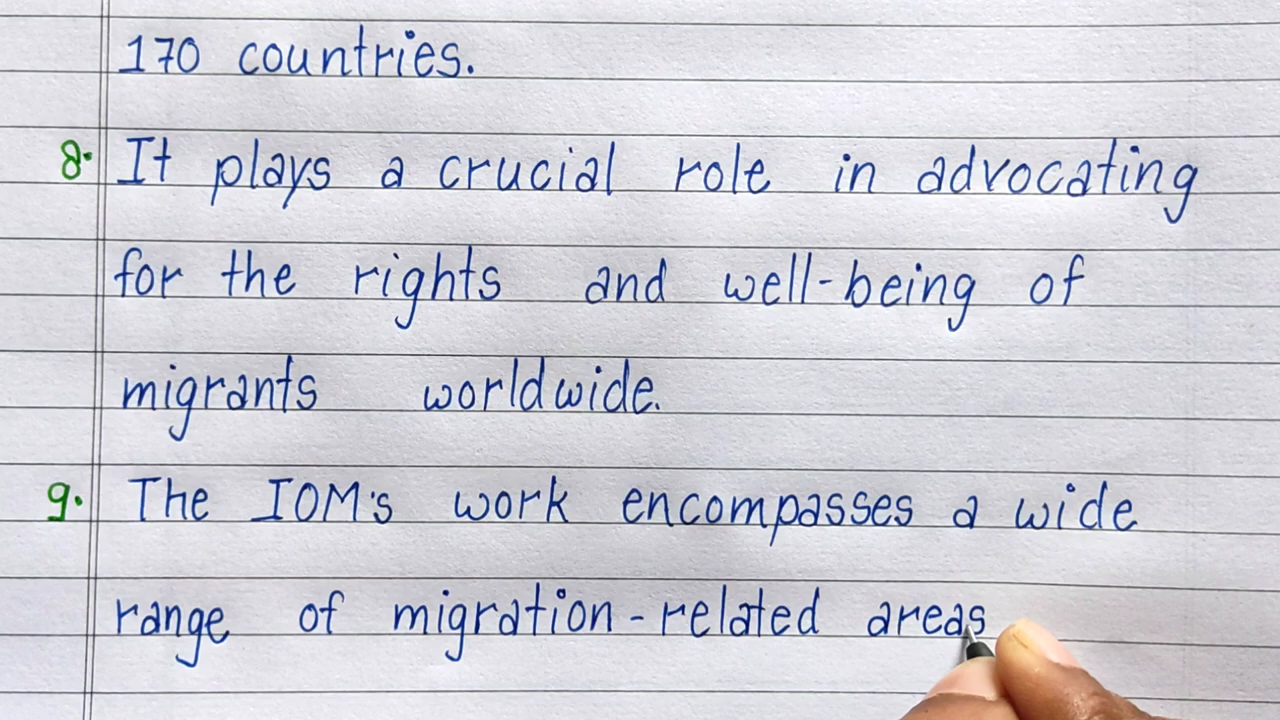 170 countries.
8. It plays a crucial role in advocating
for the rights and well-being of
migrants worldwide.
9. The IOM's work encompasses a wide
range of migration-related areas